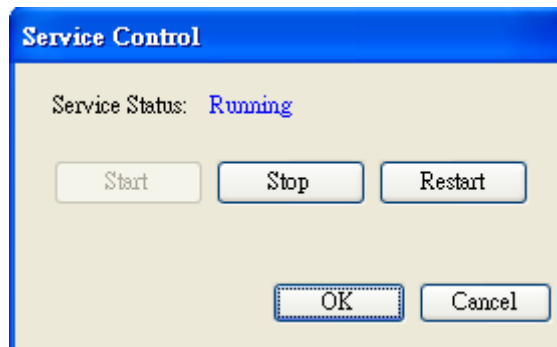 Service Control
Service Status: Running
Start Stop Restart
OK Cancel